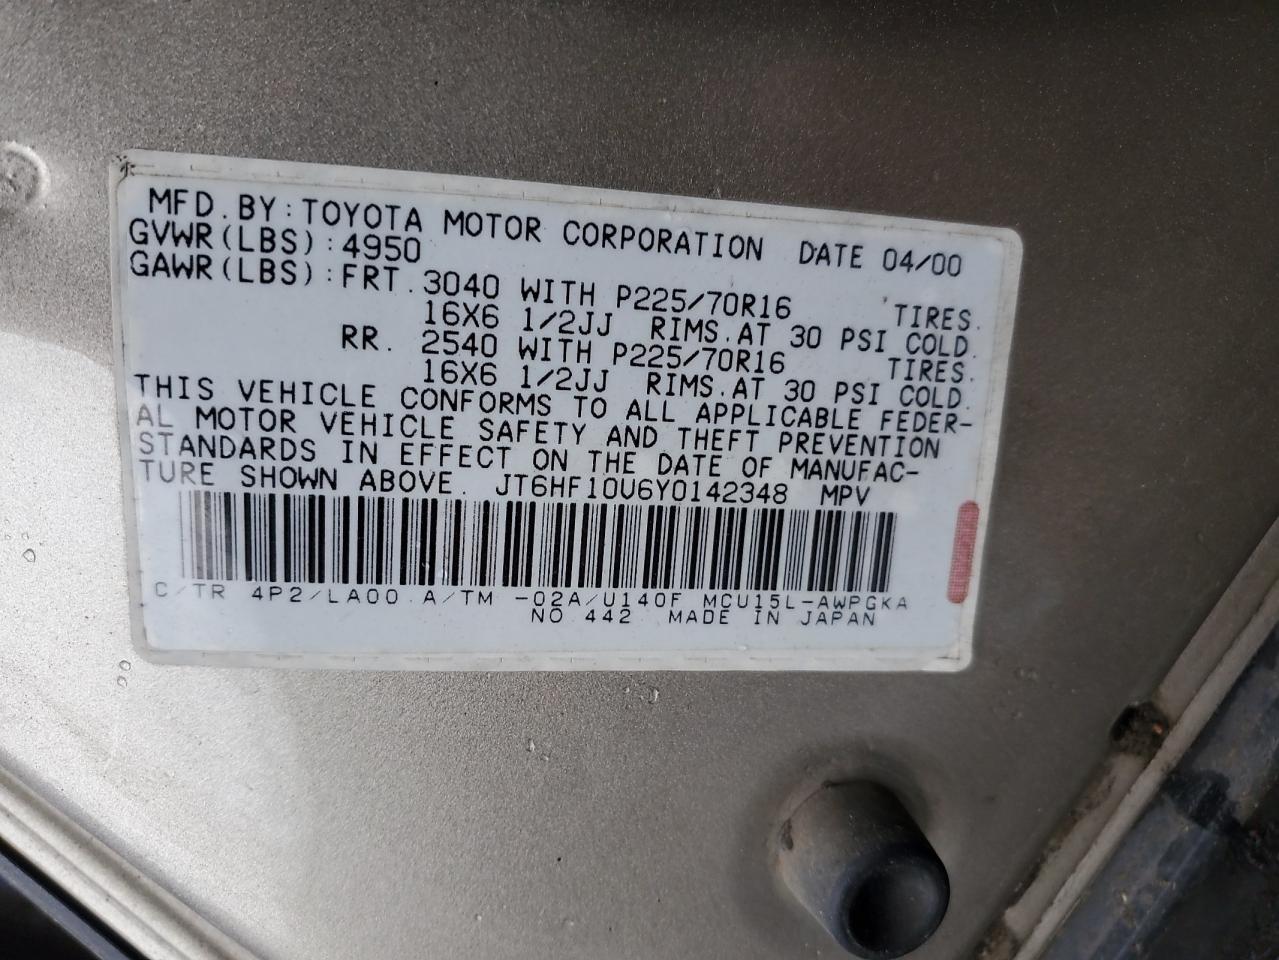 MFD. BY: TOYOTA MOTOR CORPORATION DATE 04/00
GVWR(LBS):4950
GAWR(LBS):FRT. 3040 WITH P225/70R16 TIRES.
16X6 1/2JJ RIMS.AT 30 PSI COLD.
RR. 2540 WITH P225/70R16 TIRES.
16X6 1/2JJ RIMS.AT 30 PSI COLD.
THIS VEHICLE CONFORMS TO ALL APPLICABLE FEDER-
AL MOTOR VEHICLE SAFETY AND THEFT PREVENTION
STANDARDS IN EFFECT ON THE DATE OF MANUFAC-
TURE SHOWN ABOVE. JT6HF10U6Y0142348 MPV
C/TR 4P2/LA00 A/TM -02A/U140F MCU15L-AWPGKA
NO 442 MADE IN JAPAN